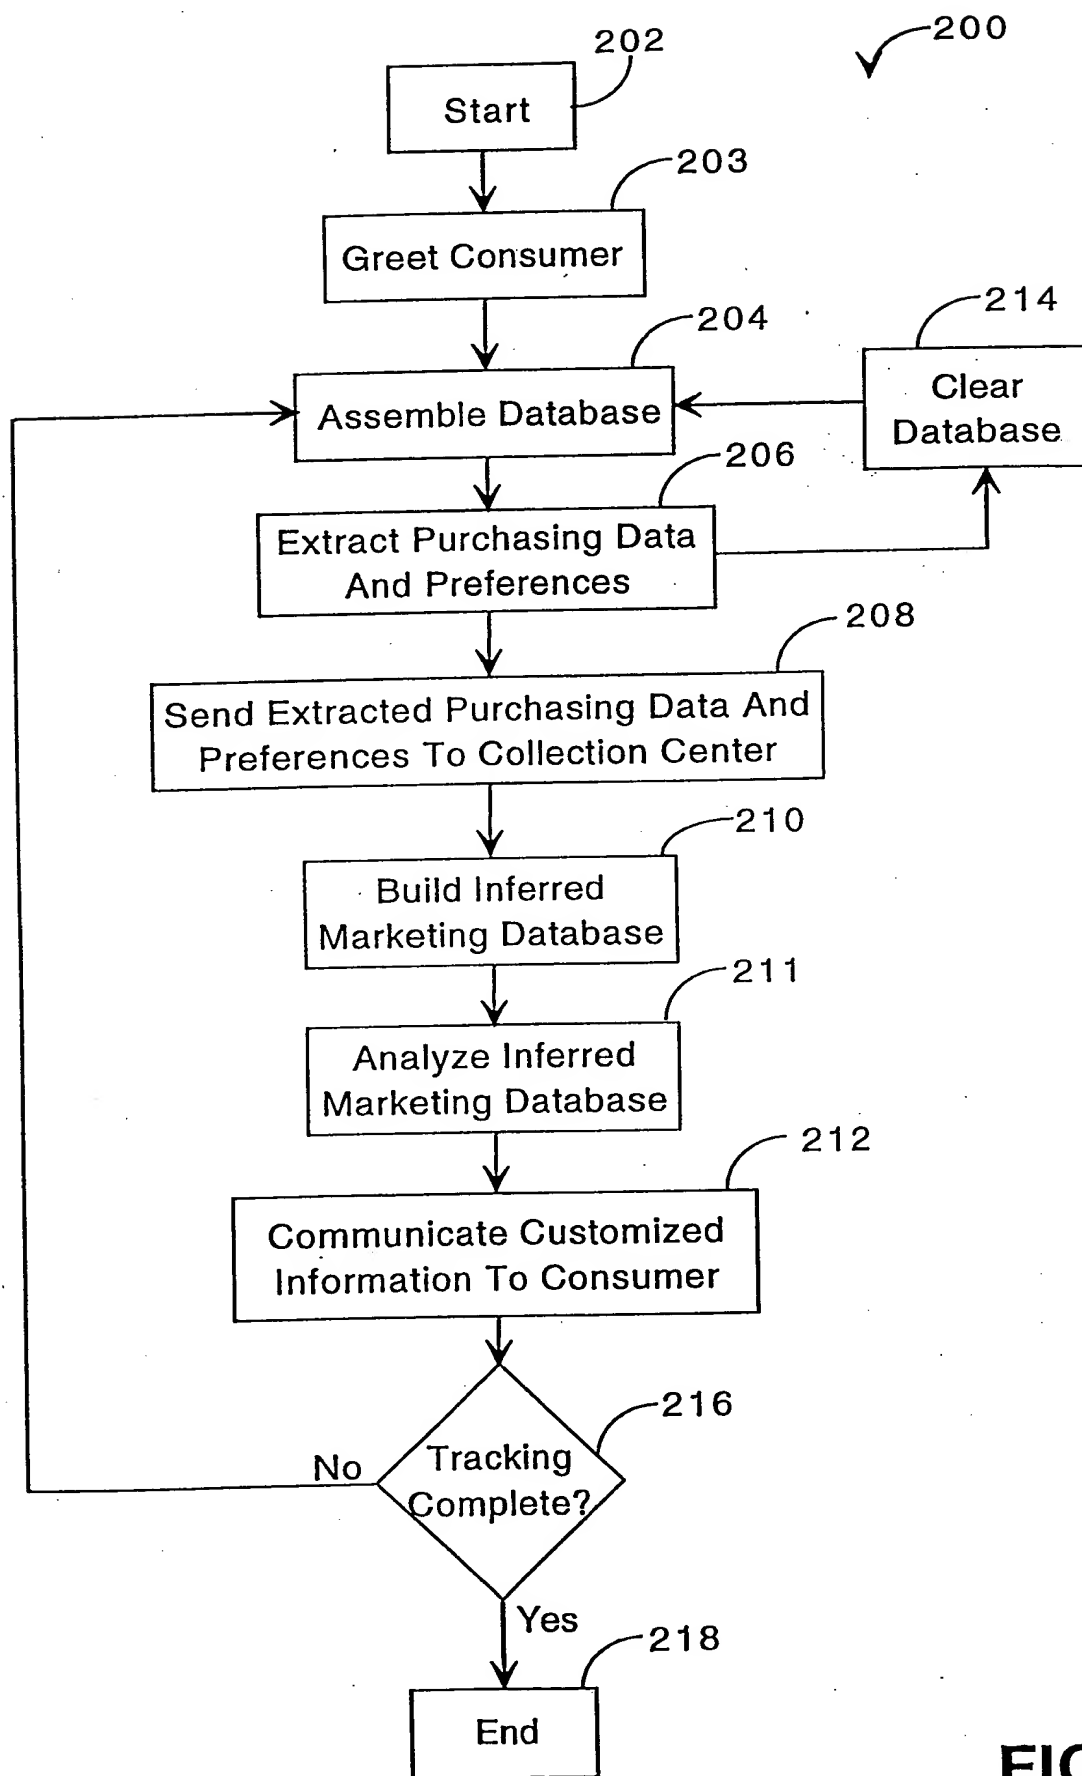 202
200
Start
203
Greet Consumer
204
214
Assemble Database
Clear
Database
206
Extract Purchasing Data
And Preferences
208
Send Extracted Purchasing Data And
Preferences To Collection Center
210
Build Inferred
Marketing Database
211
Analyze Inferred
Marketing Database
212
Communicate Customized
Information To Consumer
216
Tracking
Complete?
No
Yes
218
End